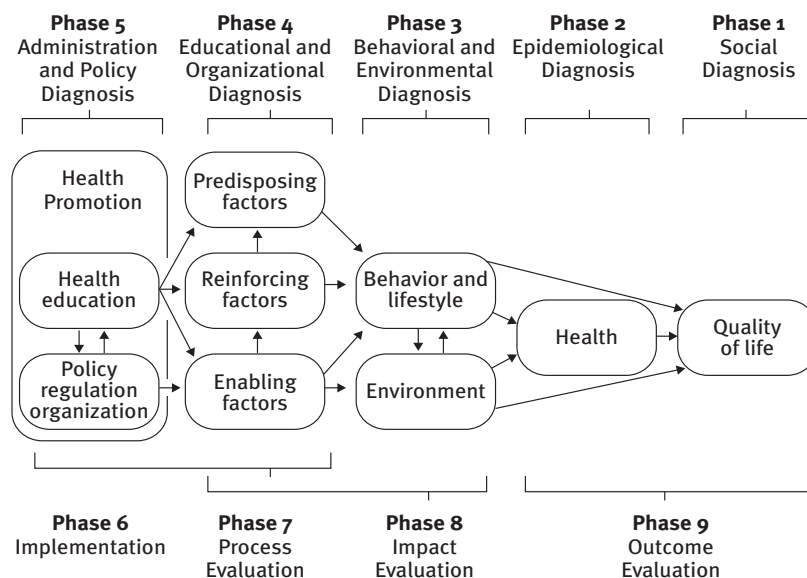 Phase 5
Administration
and Policy
Diagnosis
Phase 4
Educational and
Organizational
Diagnosis
Phase 3
Behavioral and
Environmental
Diagnosis
Phase 2
Epidemiological
Diagnosis
Phase 1
Social
Diagnosis
Health
Promotion
Predisposing
factors
Health
education
Reinforcing
factors
Behavior and
lifestyle
Health
Quality
of life
Policy
regulation
organization
Enabling
factors
Environment
Phase 6
Implementation
Phase 7
Process
Evaluation
Phase 8
Impact
Evaluation
Phase 9
Outcome
Evaluation